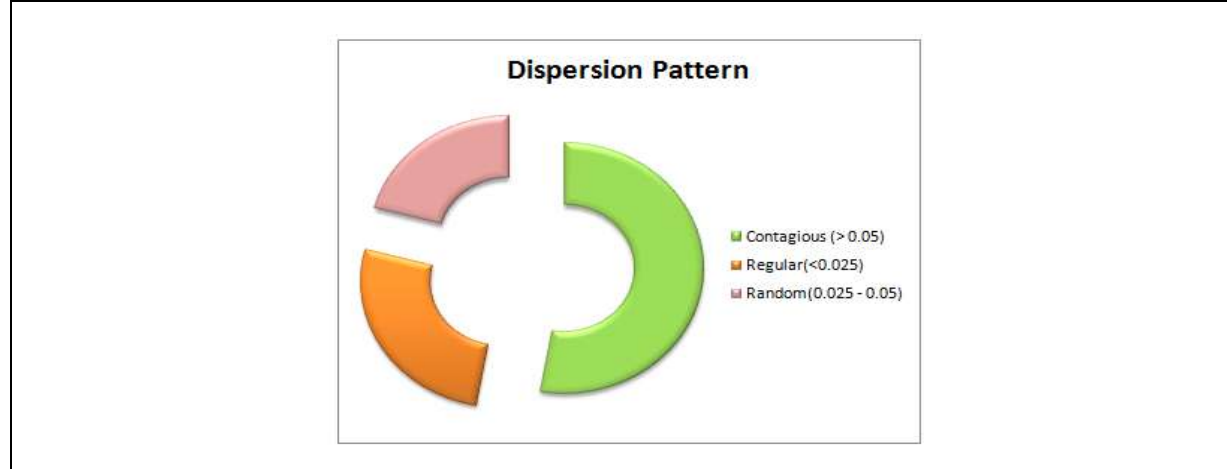 Dispersion Pattern
Contagious (> 0.05)
Regular(<0.025)
Random(0.025 - 0.05)